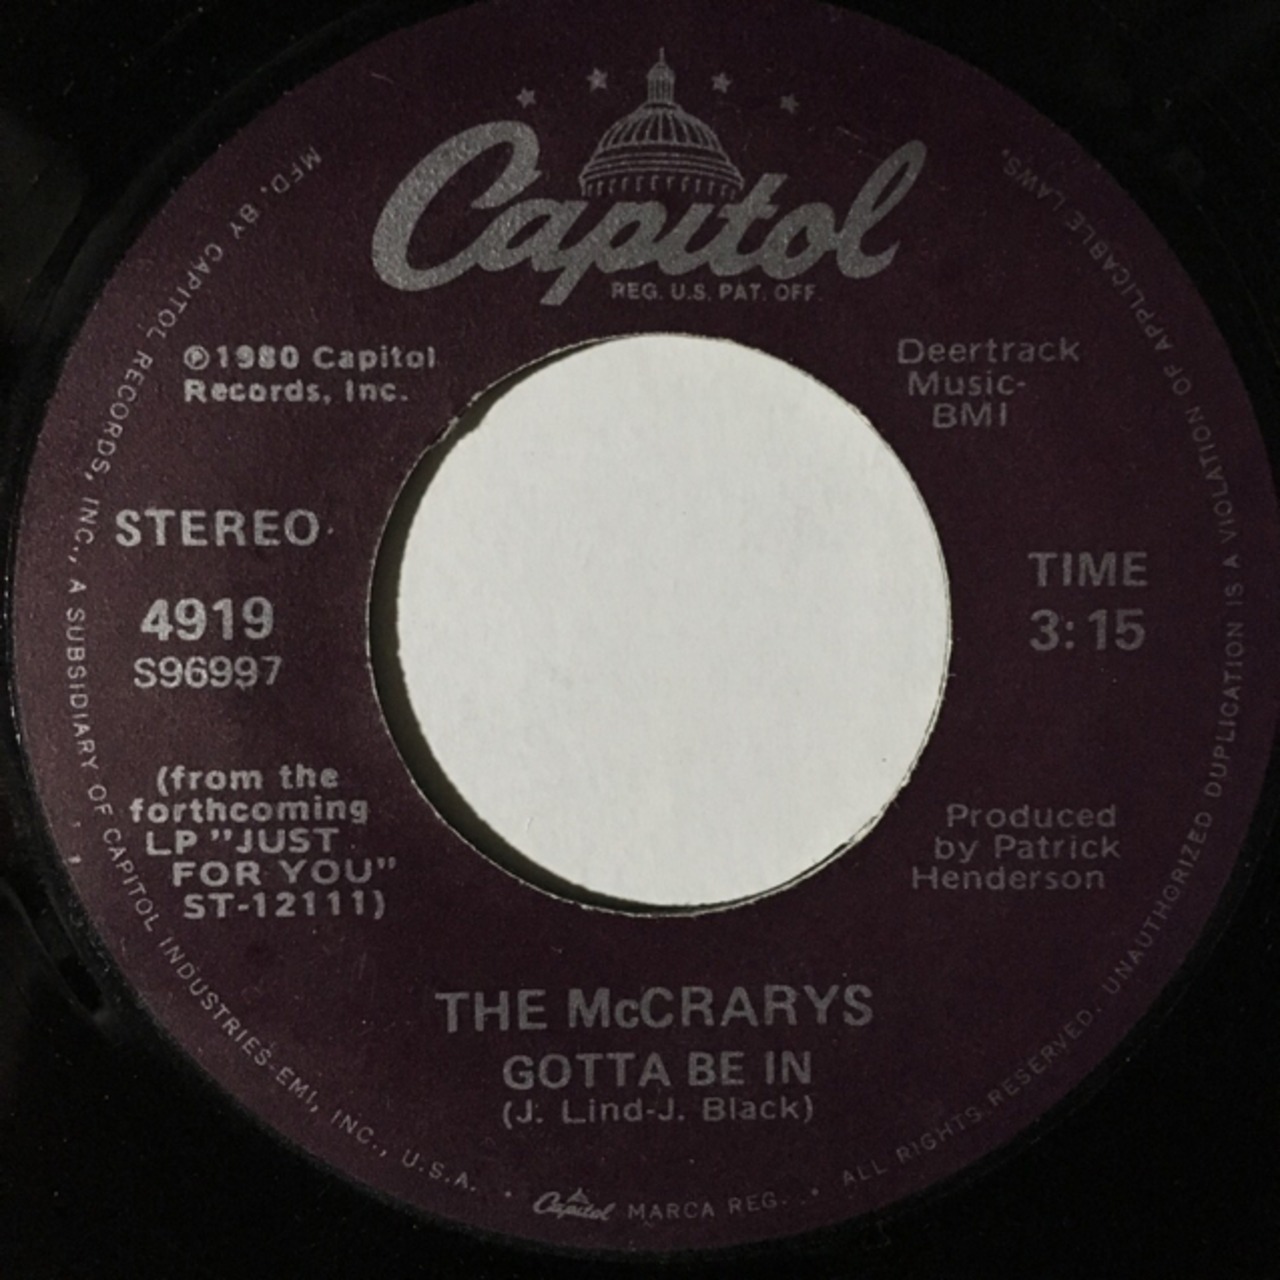 Capitol
REG. U.S. PAT. OFF.
℗1980 Capitol
Records, Inc.
Deertrack
Music-
BMI
STEREO
4919
S96997
TIME
3:15
(from the
forthcoming
LP "JUST
FOR YOU"
ST-12111)
Produced
by Patrick
Henderson
THE McCRARYS
GOTTA BE IN
(J. Lind-J. Black)
MFD. BY CAPITOL RECORDS, INC., A SUBSIDIARY OF CAPITOL INDUSTRIES-EMI, INC., U.S.A. • Capitol MARCA REG. • ALL RIGHTS RESERVED. UNAUTHORIZED DUPLICATION IS A VIOLATION OF APPLICABLE LAWS.